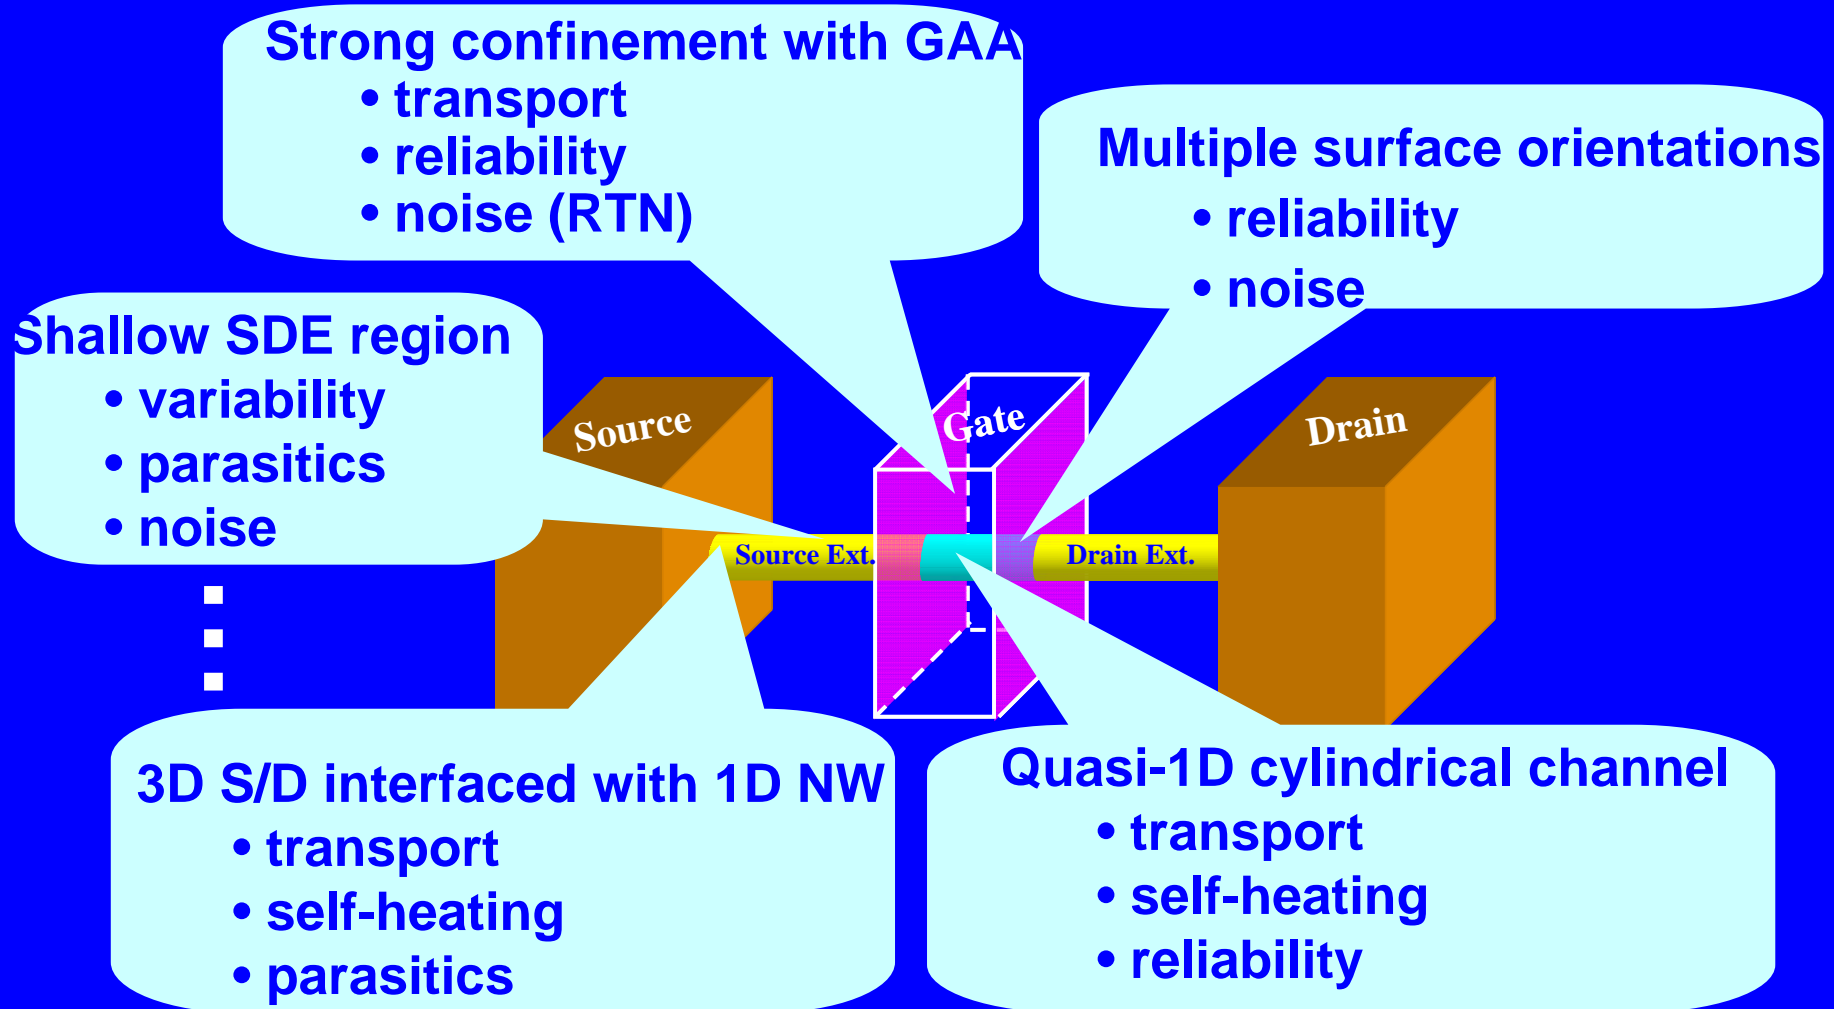 Strong confinement with GAA
• transport
• reliability
• noise (RTN)
Multiple surface orientations
• reliability
• noise
Shallow SDE region
• variability
• parasitics
• noise
Source
Gate
Drain
Source Ext.
Drain Ext.
3D S/D interfaced with 1D NW
• transport
• self-heating
• parasitics
Quasi-1D cylindrical channel
• transport
• self-heating
• reliability